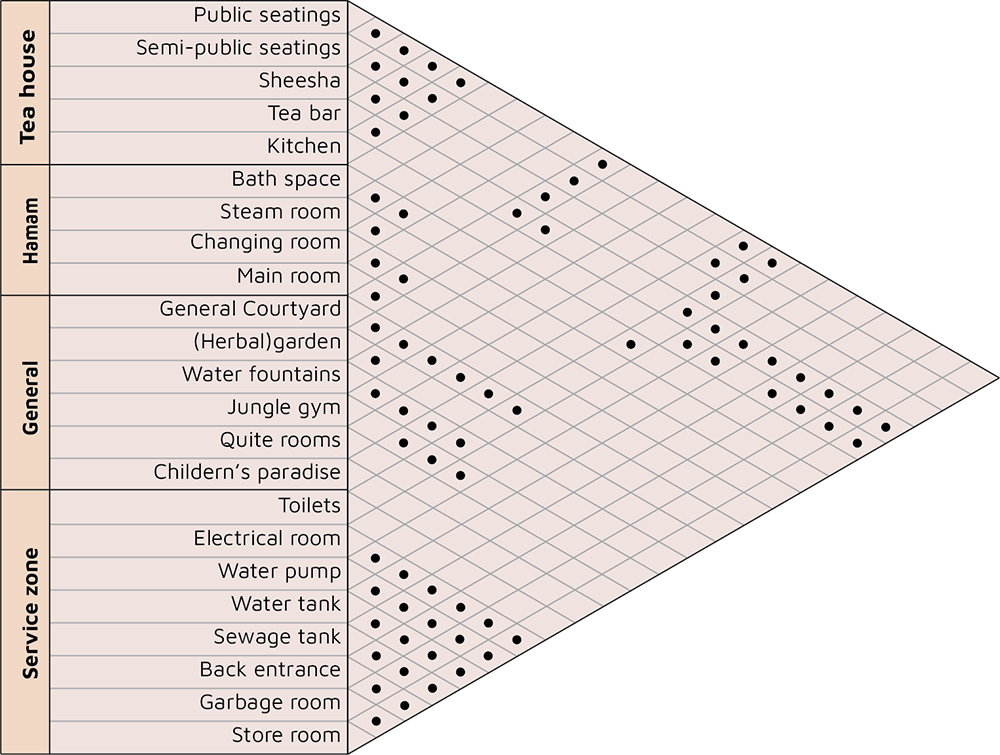 Tea house
Public seatings
Semi-public seatings
Sheesha
Tea bar
Kitchen
Hamam
Bath space
Steam room
Changing room
Main room
General
General Courtyard
(Herbal)garden
Water fountains
Jungle gym
Quite rooms
Childern’s paradise
Service zone
Toilets
Electrical room
Water pump
Water tank
Sewage tank
Back entrance
Garbage room
Store room